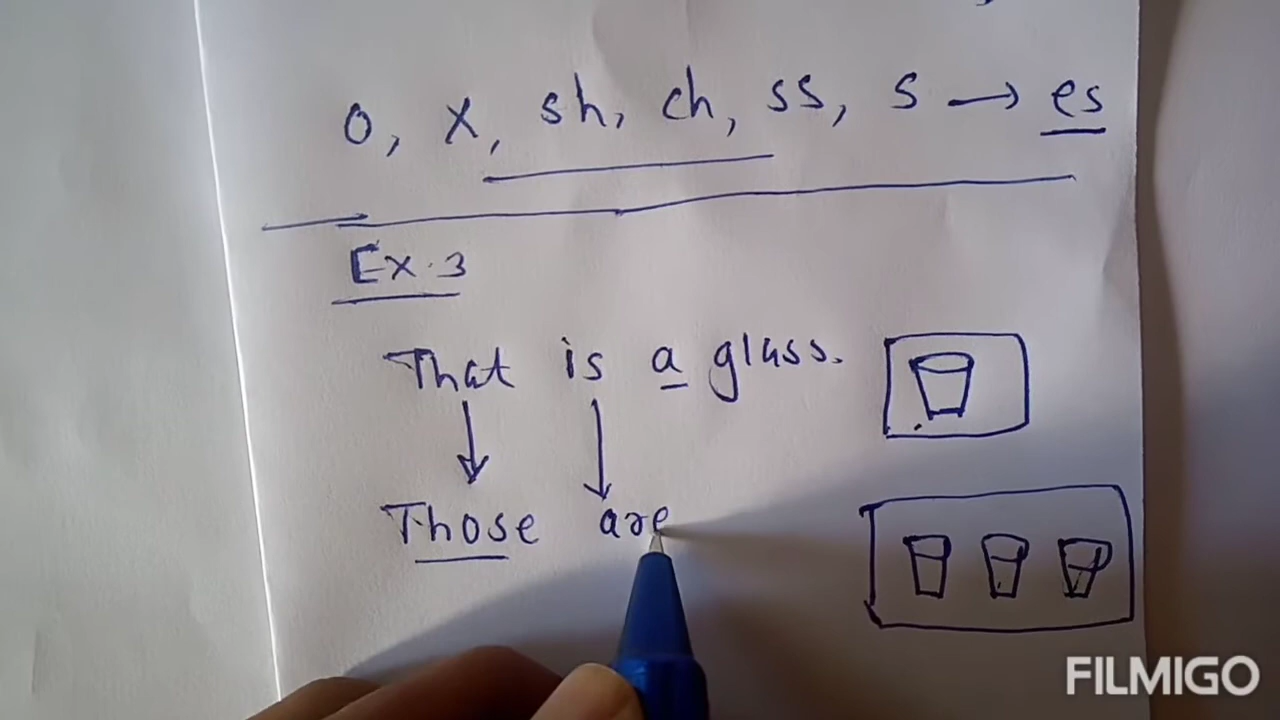 o, x, sh, ch, ss, s → es
Ex. 3
That is a glass.
Those are
FILMIGO